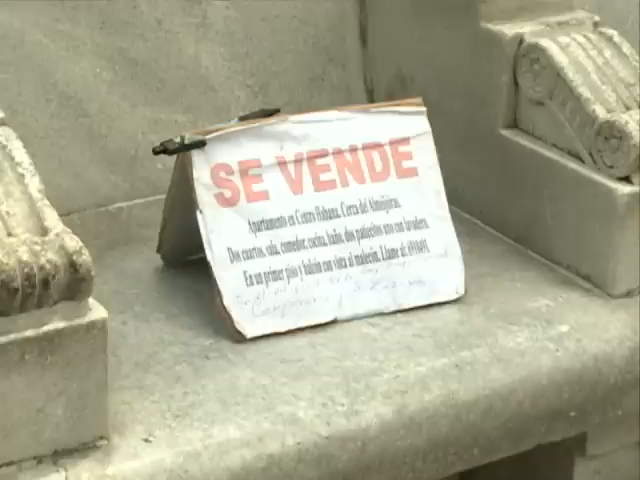 SE VENDE
Apartamento en Centro Habana. Cerca del Almejeiras.
Dos cuartos, sala, comedor, cocina, baño, dos patiecitos uno con lavadero.
En un primer piso y balcón con vista al malecón. Llame al: